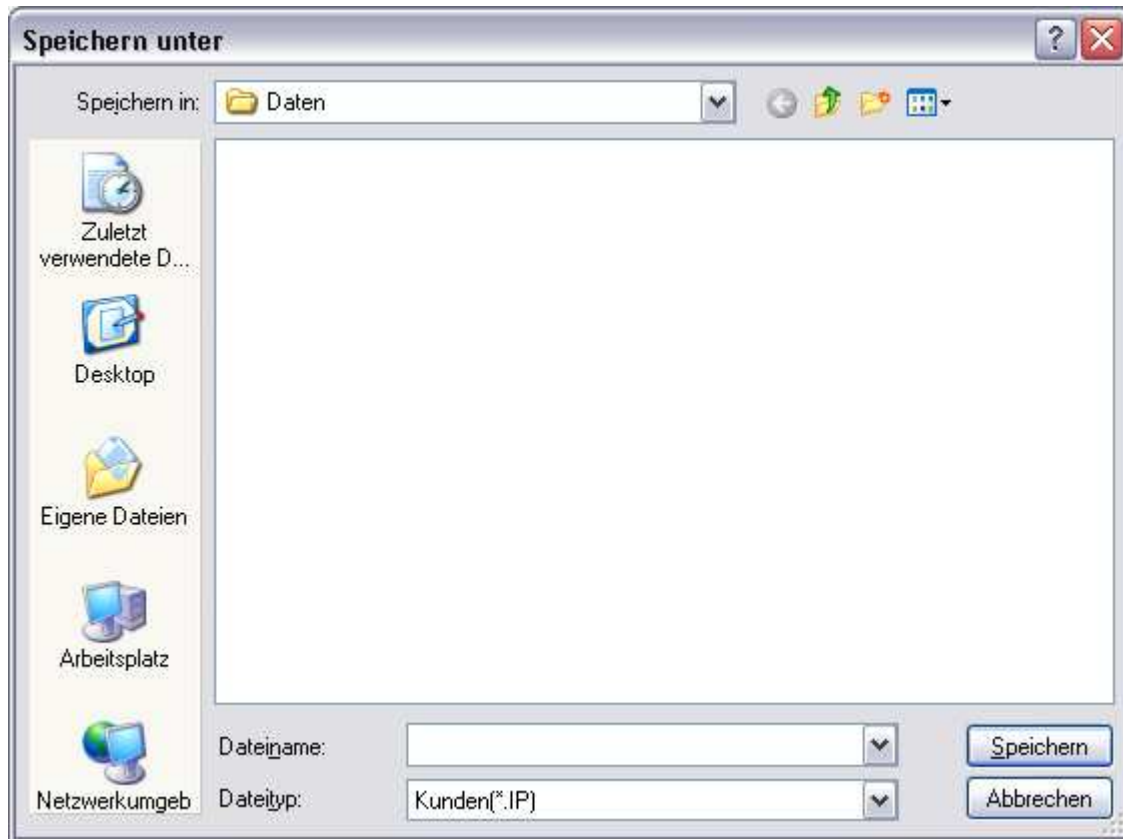 Speichern unter
Speichern in:
Daten
Zuletzt
verwendete D...
Desktop
Eigene Dateien
Arbeitsplatz
Netzwerkumgeb
Dateiname:
Speichern
Dateityp:
Kunden(*.IP)
Abbrechen